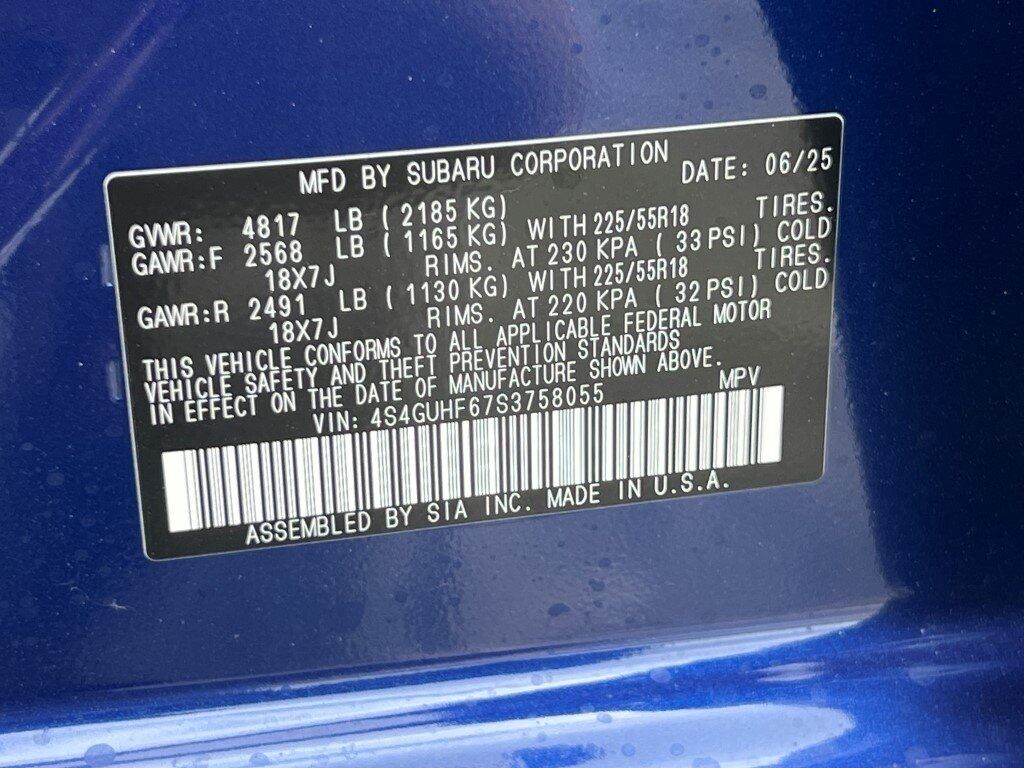 MFD BY SUBARU CORPORATION DATE: 06/25
GVWR: 4817 LB ( 2185 KG)
GAWR:F 2568 LB ( 1165 KG) WITH 225/55R18 TIRES.
18X7J RIMS. AT 230 KPA ( 33 PSI) COLD
GAWR:R 2491 LB ( 1130 KG) WITH 225/55R18 TIRES.
18X7J RIMS. AT 220 KPA ( 32 PSI) COLD
THIS VEHICLE CONFORMS TO ALL APPLICABLE FEDERAL MOTOR
VEHICLE SAFETY AND THEFT PREVENTION STANDARDS
IN EFFECT ON THE DATE OF MANUFACTURE SHOWN ABOVE.
VIN: 4S4GUHF67S3758055 MPV
ASSEMBLED BY SIA INC. MADE IN U.S.A.